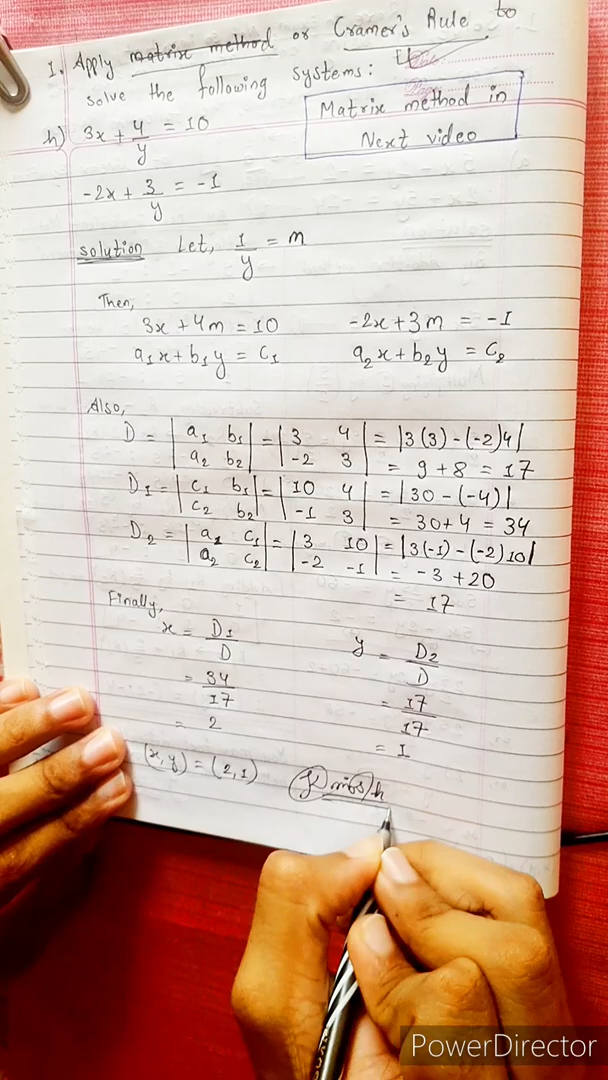 1. Apply matrix method or Cramer's Rule to
solve the following systems:
Matrix method in
Next video
h) 3x + 4/y = 10
-2x + 3/y = -1
solution Let, 1/y = m
Then,
3x + 4m = 10 -2x + 3m = -1
a₁x + b₁y = C₁ a₂x + b₂y = C₂
Also,
D = | a₁ b₁ | = | 3 4 | = |3(3) - (-2)4|
| a₂ b₂ | | -2 3 | = 9 + 8 = 17
D₁ = | C₁ b₁ | = | 10 4 | = |30 - (-4)|
| C₂ b₂ | | -1 3 | = 30 + 4 = 34
D₂ = | a₁ C₁ | = | 3 10 | = |3(-1) - (-2)10|
| a₂ C₂ | | -2 -1 | = -3 + 20
= 17
Finally,
x = D₁/D y = D₂/D
= 34/17 = 17/17
= 2 = 1
(x, y) = (2, 1)
PowerDirector